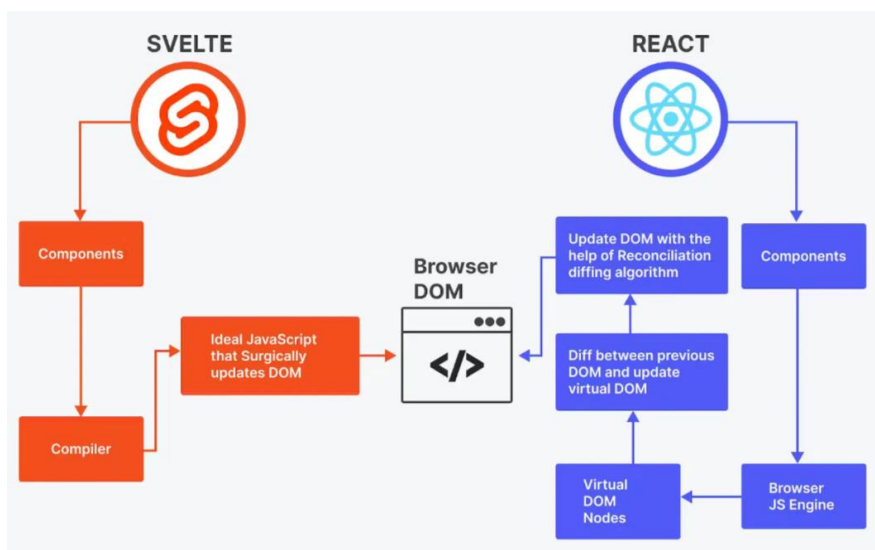 SVELTE
REACT
Components
Compiler
Ideal JavaScript
that Surgically
updates DOM
Browser
DOM
</>
Update DOM with the
help of Reconciliation
diffing algorithm
Components
Diff between previous
DOM and update
virtual DOM
Virtual
DOM
Nodes
Browser
JS Engine